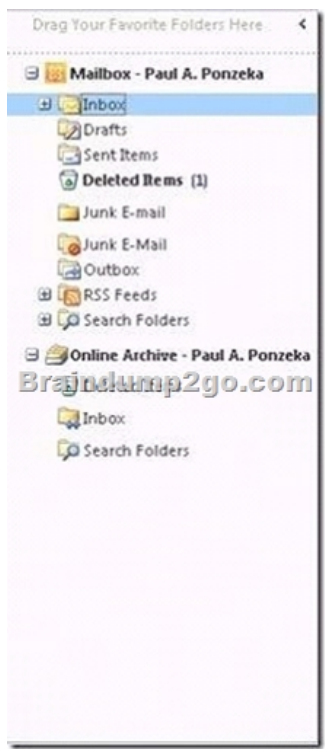 Drag Your Favorite Folders Here
Mailbox - Paul A. Ponzeka
Inbox
Drafts
Sent Items
Deleted Items (1)
Junk E-mail
Junk E-Mail
Outbox
RSS Feeds
Search Folders
Online Archive - Paul A. Ponzeka
Braindump2go.com
Inbox
Search Folders